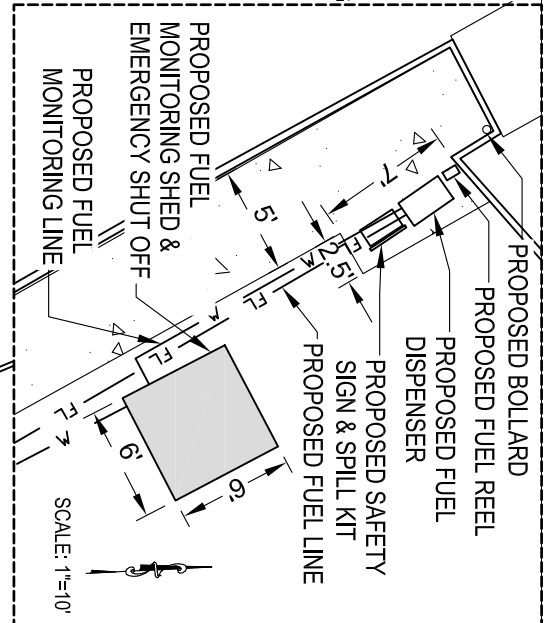 PROPOSED BOLLARD
PROPOSED FUEL REEL
PROPOSED FUEL
DISPENSER
PROPOSED SAFETY
SIGN & SPILL KIT
PROPOSED FUEL LINE
7'
5'
2.5'
F
W
FL
W
FL
W
FL
FL
W
6'
6'
PROPOSED FUEL
MONITORING SHED &
EMERGENCY SHUT OFF
PROPOSED FUEL
MONITORING LINE
SCALE: 1"=10'